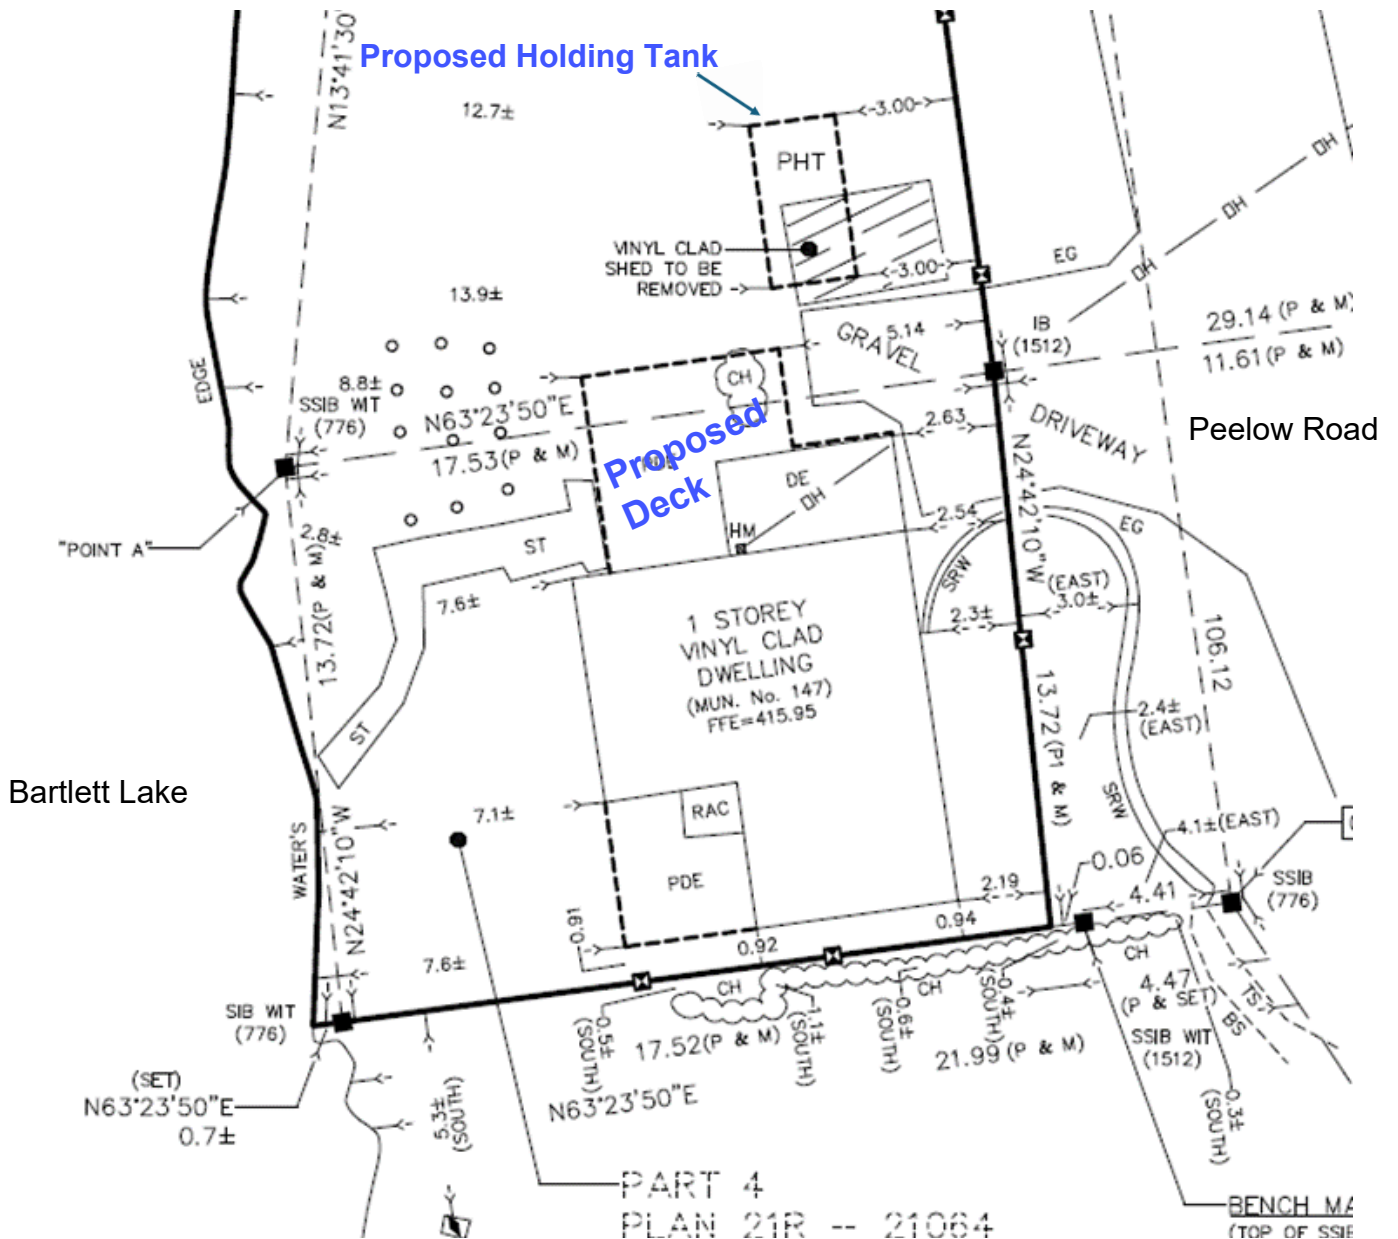 N13°41'30"
Proposed Holding Tank
12.7±
3.00
PHT
OH
OH
OH
VINYL CLAD
SHED TO BE
REMOVED
3.00
EG
13.9±
EDGE
GRAVEL
5.14
IB
(1512)
29.14 (P & M)
11.61(P & M)
8.8±
SSIB WIT
(776)
CH
N63°23'50"E
17.53(P & M)
2.63
DRIVEWAY
Peelow Road
Proposed
Deck
DE
OH
HM
N24°42'10"W
2.54
EG
"POINT A"
2.8±
13.72(P & M)
ST
7.6±
SRW
(EAST)
3.0±
2.3±
1 STOREY
VINYL CLAD
DWELLING
(MUN. No. 147)
FFE=415.95
106.12
13.72 (P1 & M)
2.4±
(EAST)
ST
Bartlett Lake
WATER'S
N24°42'10"W
7.1±
RAC
PDE
SRW
4.1±(EAST)
0.06
4.41
SSIB
(776)
2.19
0.94
0.92
0.91
7.6±
CH
CH
CH
SIB WIT
(776)
0.5±
(SOUTH)
17.52(P & M)
1.1±
(SOUTH)
0.6±
(SOUTH)
0.4±
(SOUTH)
21.99 (P & M)
4.47
(P & SET)
SSIB WIT
(1512)
TS
BS
N63°23'50"E
(SET)
N63°23'50"E
0.7±
5.3±
(SOUTH)
0.3±
(SOUTH)
PART 4
PLAN 21R -- 21064
BENCH MA
(TOP OF SSIB